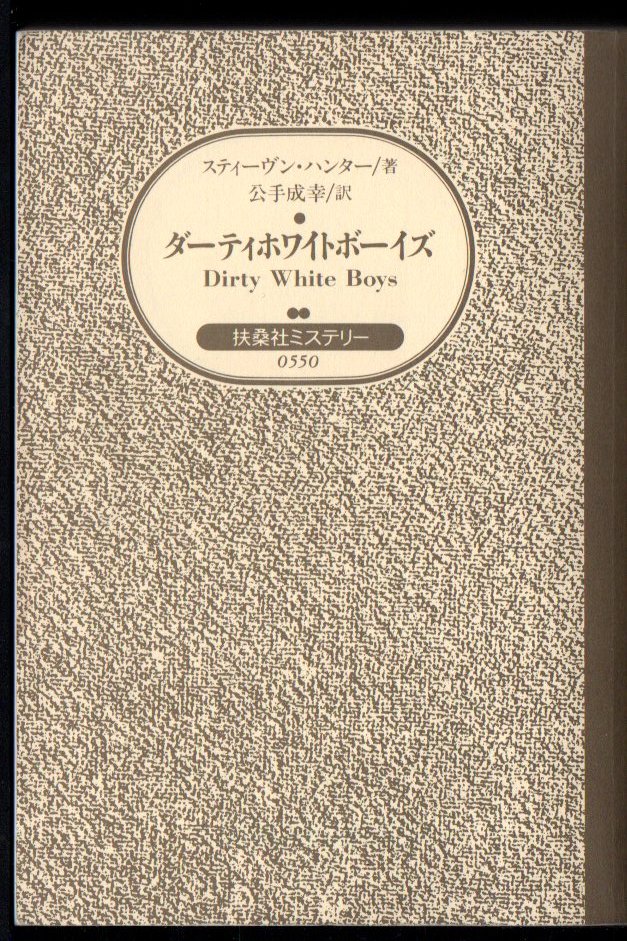 スティーヴン・ハンター/著
公手成幸/訳
ダーティホワイトボーイズ
Dirty White Boys
扶桑社ミステリー
0550